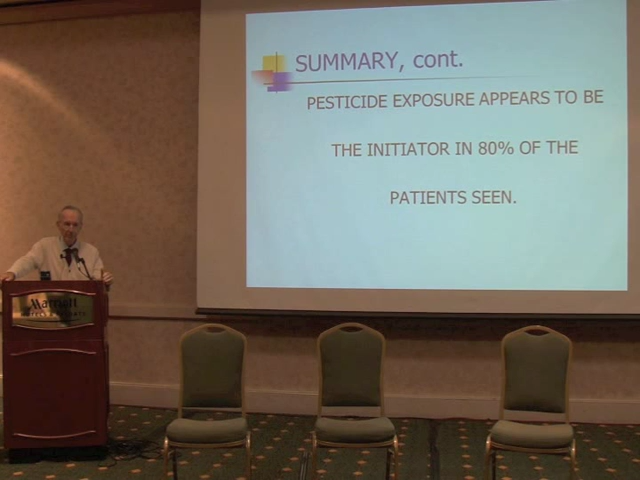 SUMMARY, cont.
PESTICIDE EXPOSURE APPEARS TO BE
THE INITIATOR IN 80% OF THE
PATIENTS SEEN.
Marriott